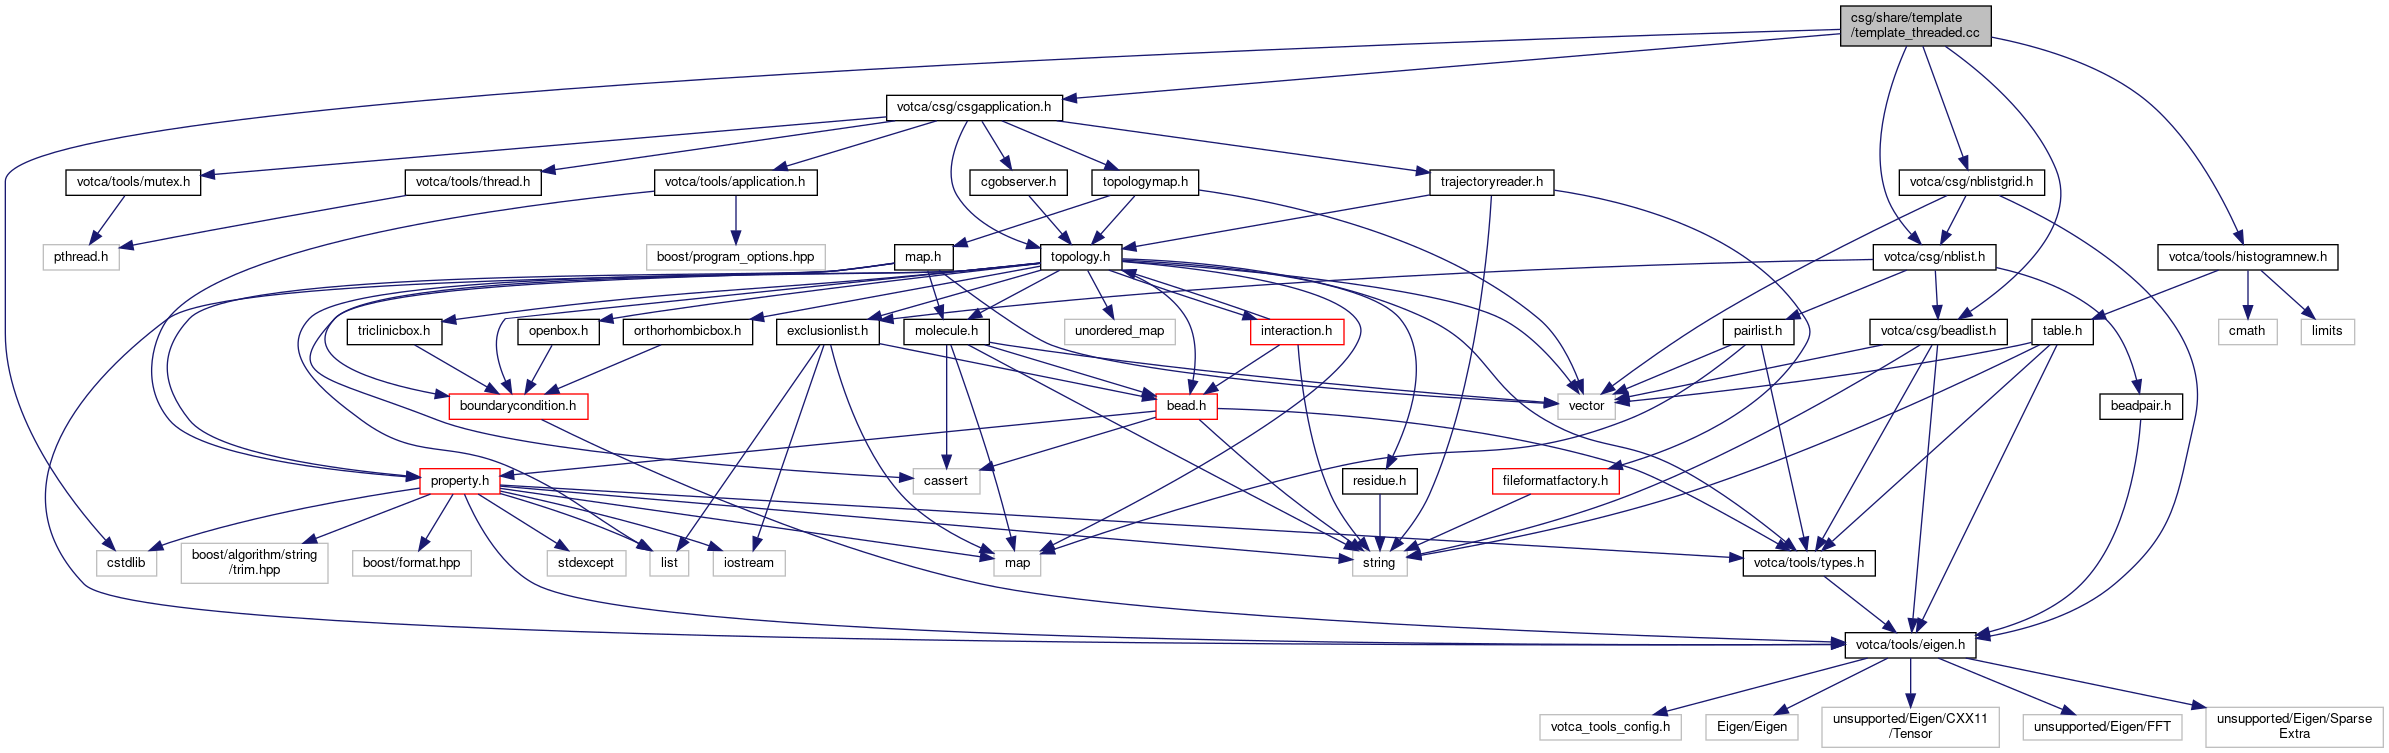 csg/share/template
/template_threaded.cc
votca/csg/csgapplication.h
votca/tools/mutex.h
votca/tools/thread.h
votca/tools/application.h
cgobserver.h
topologymap.h
trajectoryreader.h
votca/csg/nblistgrid.h
pthread.h
boost/program_options.hpp
map.h
topology.h
votca/csg/nblist.h
votca/tools/histogramnew.h
triclinicbox.h
openbox.h
orthorhombicbox.h
exclusionlist.h
molecule.h
unordered_map
interaction.h
pairlist.h
votca/csg/beadlist.h
table.h
cmath
limits
boundarycondition.h
bead.h
vector
beadpair.h
property.h
cassert
residue.h
fileformatfactory.h
cstdlib
boost/algorithm/string
/trim.hpp
boost/format.hpp
stdexcept
list
iostream
map
string
votca/tools/types.h
votca/tools/eigen.h
votca_tools_config.h
Eigen/Eigen
unsupported/Eigen/CXX11
/Tensor
unsupported/Eigen/FFT
unsupported/Eigen/Sparse
Extra